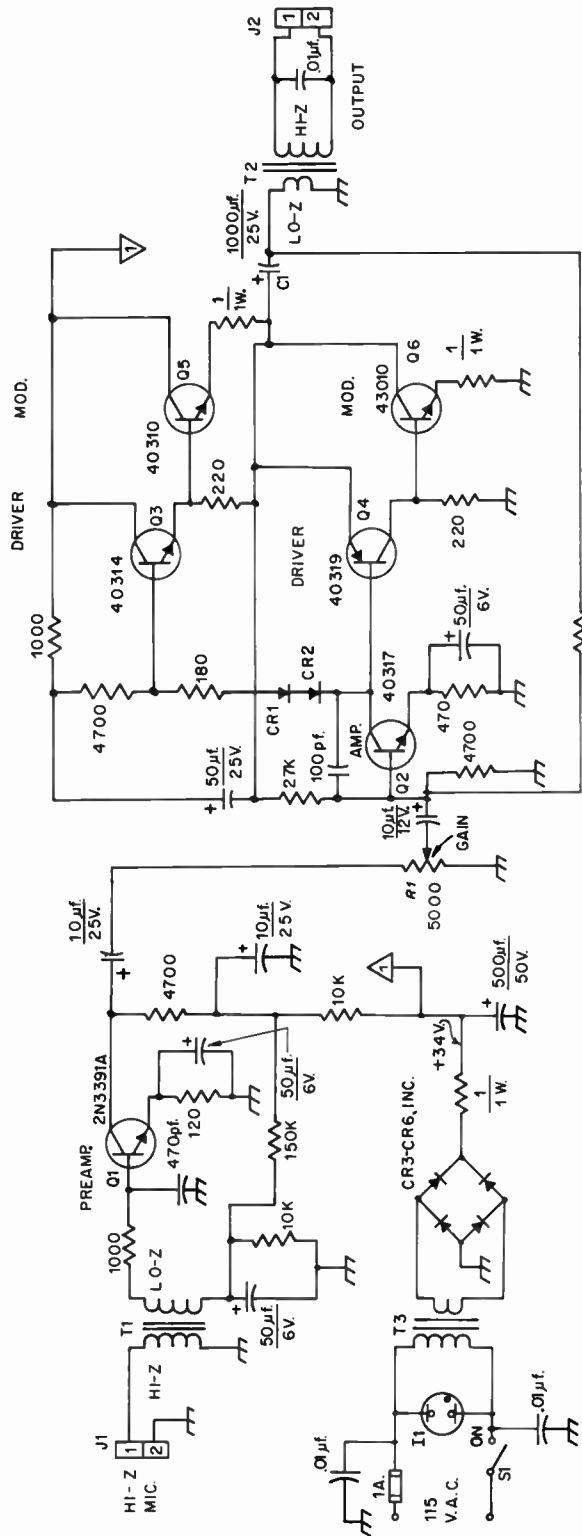 J1
1
2
HI-Z
MIC.
HI-Z
T1
LO-Z
50µf.
6V.
1000
470pf.
PREAMP.
Q1
2N3391A
120
50µf.
6V.
10K
150K
4700
10µf.
25V.
10µf.
25V.
10K
1
+34V.
500µf.
50V.
1
1W.
CR3-CR6, INC.
T3
I1
.01µf.
1A.
115
V.A.C.
ON
S1
.01µf.
R1
5000
GAIN
10µf.
12V.
DRIVER
MOD.
1000
4700
50µf.
25V.
180
CR1
CR2
27K
100pf.
AMP.
Q2
40317
470
50µf.
6V.
4700
40314
Q3
220
40310
Q5
1
1W.
DRIVER
40319
Q4
220
MOD.
43010
Q6
1
1W.
1
1000µf.
25V.
+
C1
T2
LO-Z
HI-Z
.01µf.
J2
1
2
OUTPUT